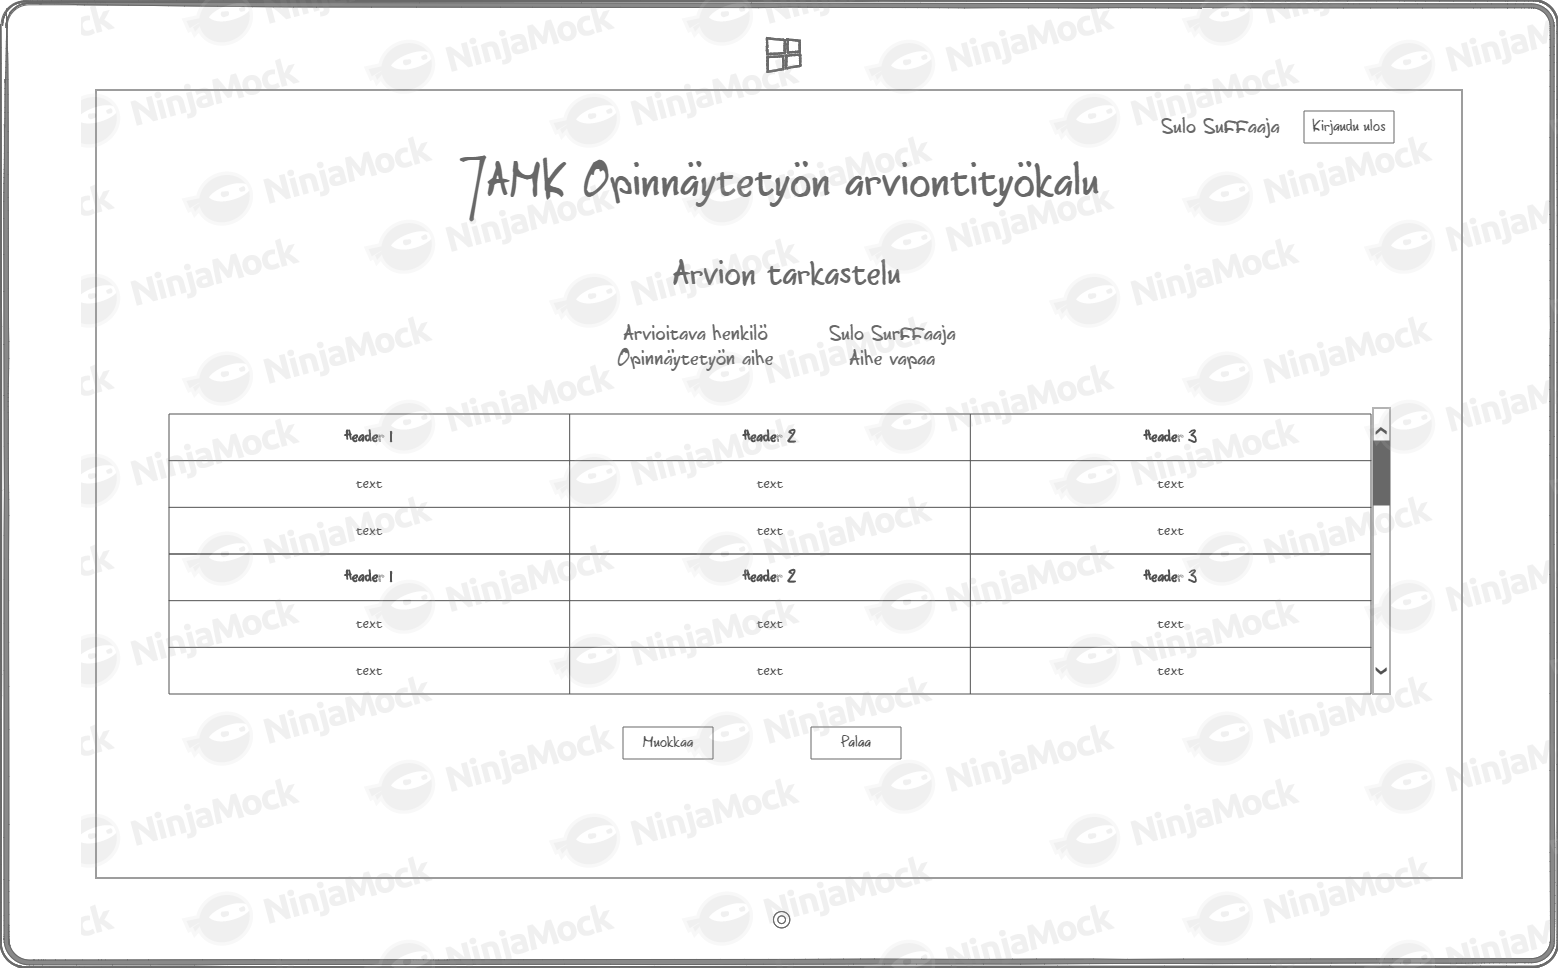 Sulo Suffaaja
Kirjaudu ulos
JAMK Opinnäytetyön arviontityökalu
Arvion tarkastelu
Arvioitava henkilö Sulo Surffaaja
Opinnäytetyön aihe Aihe vapaa
Header 1 Header 2 Header 3
text text text
text text text
Header 1 Header 2 Header 3
text text text
text text text
Muokkaa Palaa
NinjaMock